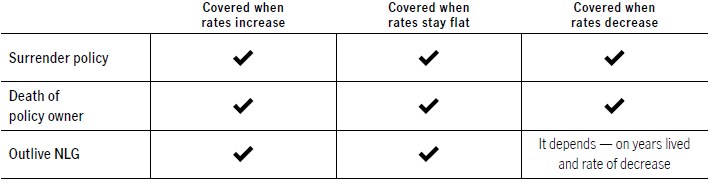 Covered when
rates increase
Covered when
rates stay flat
Covered when
rates decrease
Surrender policy
Death of
policy owner
Outlive NLG
It depends — on years lived
and rate of decrease